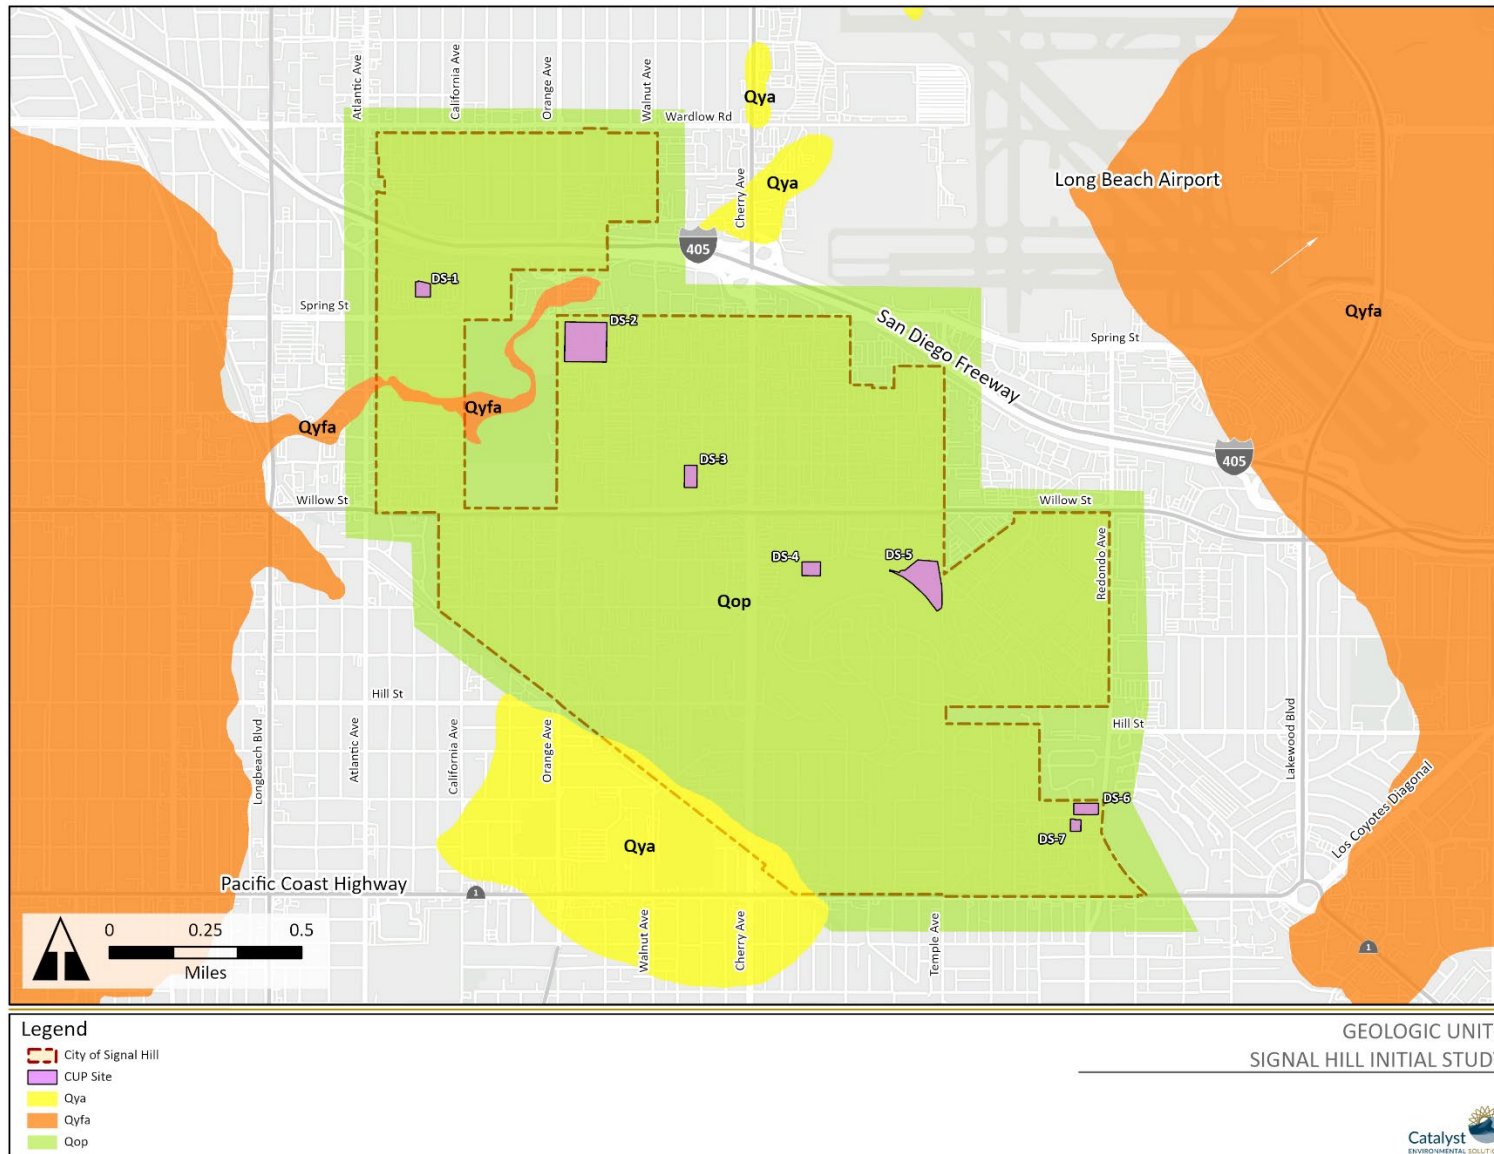 Atlantic Ave
California Ave
Orange Ave
Walnut Ave
Wardlow Rd
Qya
Qya
Cherry Ave
Long Beach Airport
405
DS-1
Spring St
DS-2
San Diego Freeway
Spring St
Qyfa
Qyfa
Qyfa
DS-3
405
Willow St
Willow St
DS-4
DS-5
Redondo Ave
Qop
Hill St
Hill St
Longbeach Blvd
Atlantic Ave
California Ave
Orange Ave
Lakewood Blvd
DS-6
DS-7
Los Coyotes Diagonal
Qya
Pacific Coast Highway
1
Walnut Ave
Cherry Ave
Temple Ave
1
0 0.25 0.5
Miles
Legend
City of Signal Hill
CUP Site
Qya
Qyfa
Qop
GEOLOGIC UNIT
SIGNAL HILL INITIAL STUD
Catalyst
ENVIRONMENTAL SOLUTIO